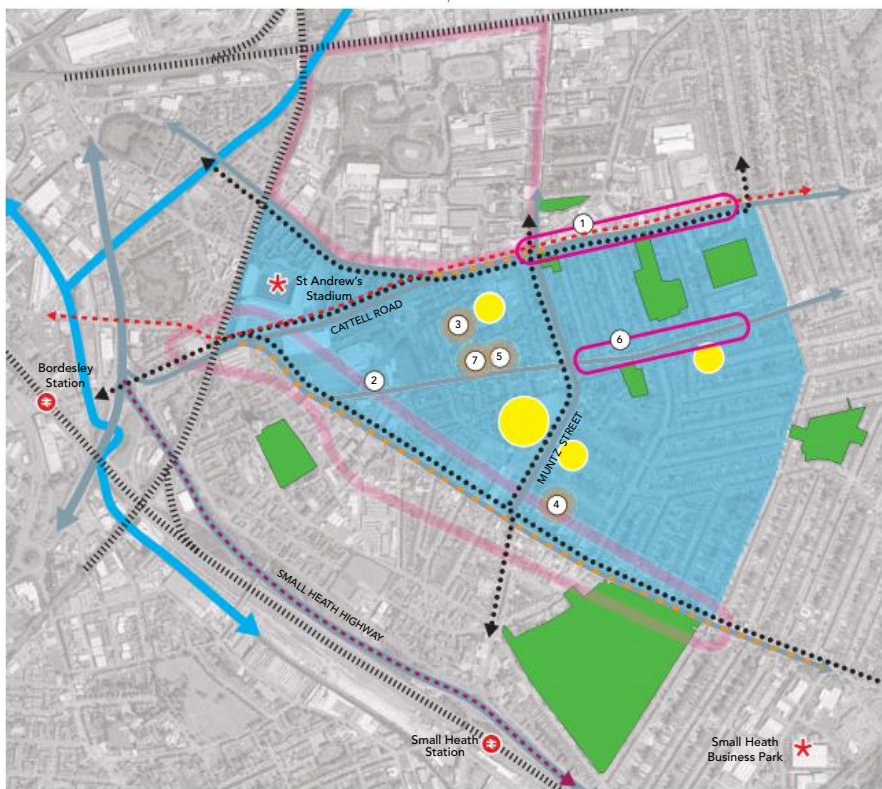 1
St Andrew's
Stadium
CATTELL ROAD
3
6
7
5
2
Bordesley
Station
MUNTZ STREET
4
SMALL HEATH HIGHWAY
Small Heath
Station
Small Heath
Business Park